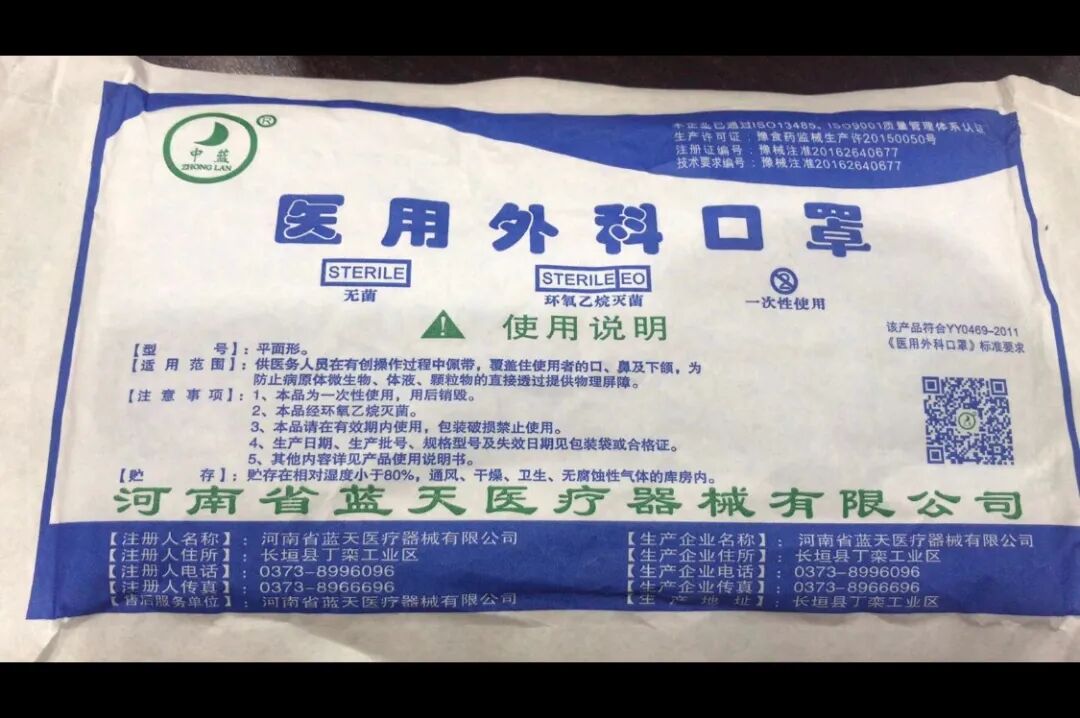 中蓝
ZHONG LAN
®
本企业已通过ISO13485、ISO9001质量管理体系认证
生产许可证：豫食药监械生产许20150050号
注册证编号：豫械注准20162640677
技术要求编号：豫械注准20162640677
医用外科口罩
STERILE
无菌
STERILE EO
环氧乙烷灭菌
2
一次性使用
! 使用说明
该产品符合YY0469-2011
《医用外科口罩》标准要求
【型 号】：平面形。
【适用范围】：供医务人员在有创操作过程中佩带，覆盖住使用者的口、鼻及下颌，为
防止病原体微生物、体液、颗粒物的直接透过提供物理屏障。
【注意事项】：1、本品为一次性使用，用后销毁。
2、本品经环氧乙烷灭菌。
3、本品请在有效期内使用，包装破损禁止使用。
4、生产日期、生产批号、规格型号及失效日期见包装袋或合格证。
5、其他内容详见产品使用说明书。
【贮 存】：贮存在相对湿度小于80%，通风、干燥、卫生、无腐蚀性气体的库房内。
河南省蓝天医疗器械有限公司
【注册人名称】：河南省蓝天医疗器械有限公司
【注册人住所】：长垣县丁栾工业区
【注册人电话】：0373-8996096
【注册人传真】：0373-8966696
【售后服务单位】：河南省蓝天医疗器械有限公司
【生产企业名称】：河南省蓝天医疗器械有限公司
【生产企业住所】：长垣县丁栾工业区
【生产企业电话】：0373-8996096
【生产企业传真】：0373-8966696
【生产地址】：长垣县丁栾工业区